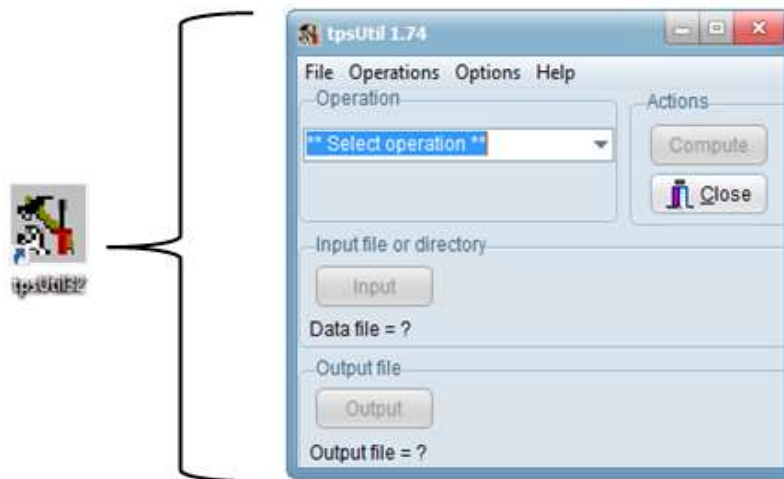 tpsUtil 1.74
File Operations Options Help
Operation
** Select operation **
Actions
Compute
Close
tpsUtil32
Input file or directory
Input
Data file = ?
Output file
Output
Output file = ?